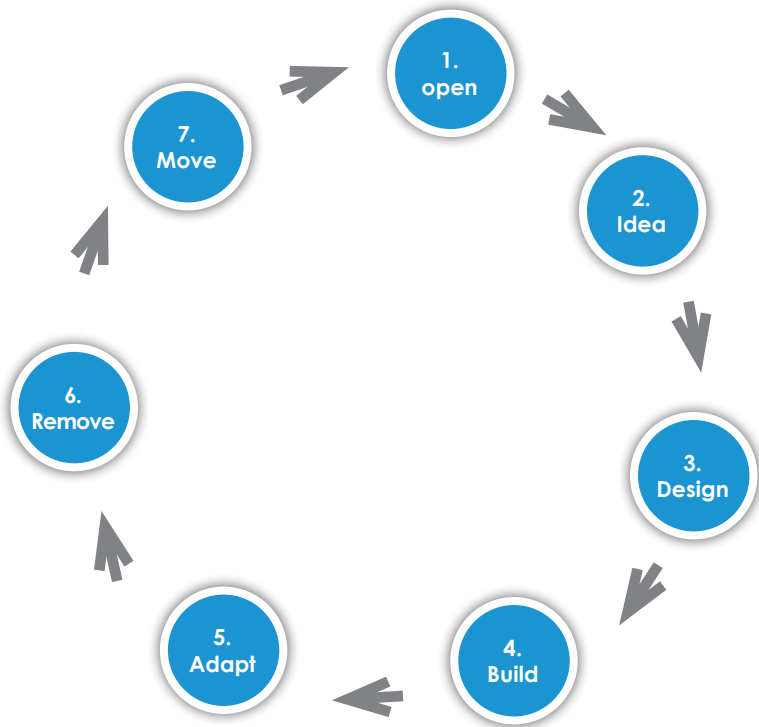 1.
open
2.
Idea
3.
Design
4.
Build
5.
Adapt
6.
Remove
7.
Move